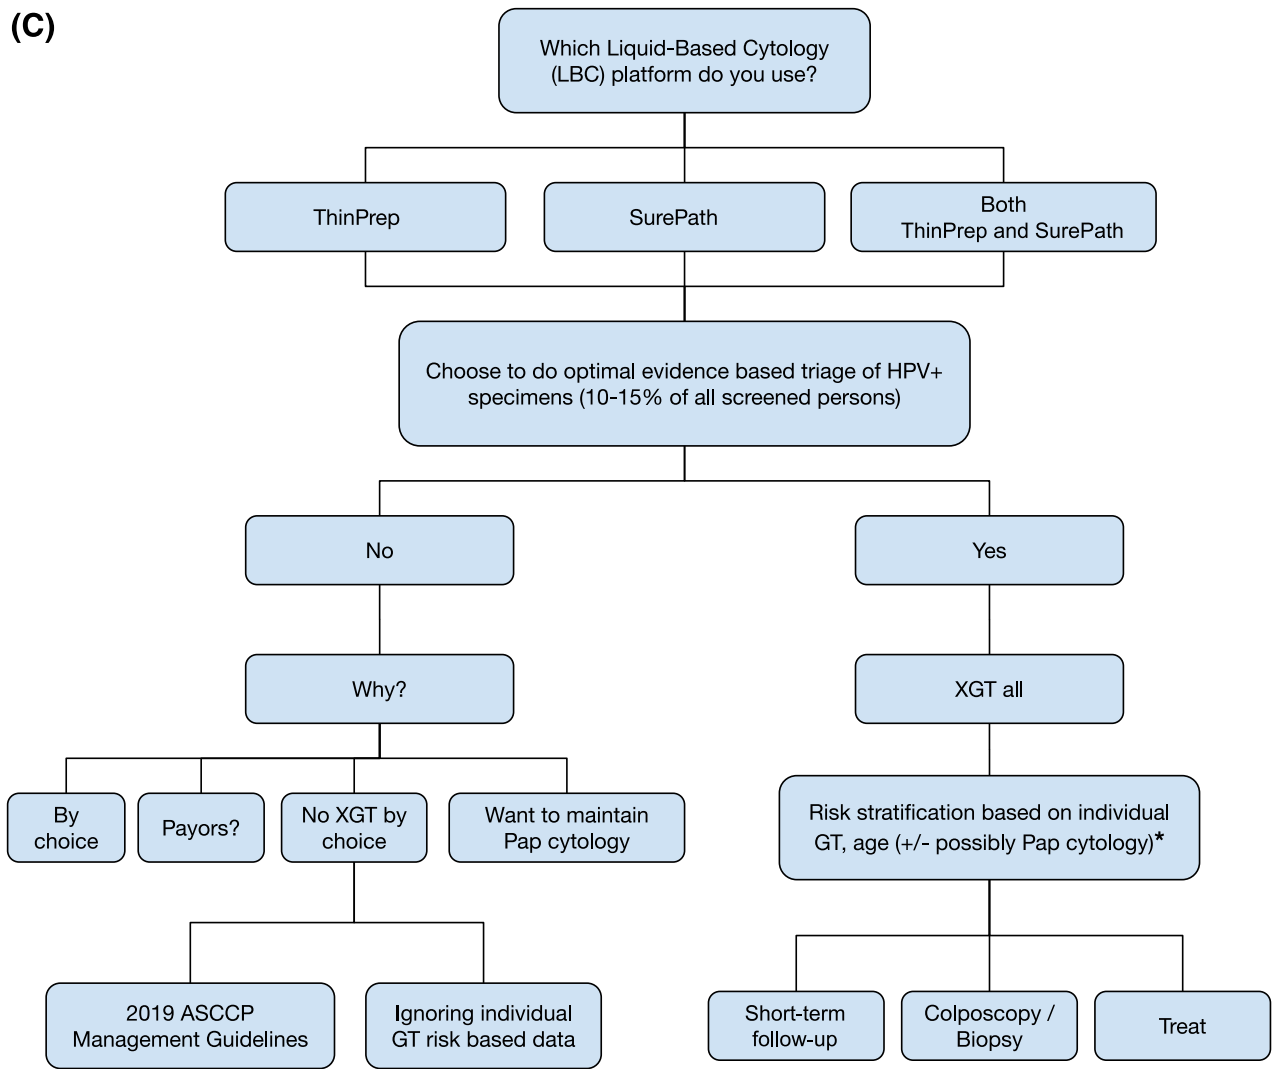 (C)
Which Liquid-Based Cytology
(LBC) platform do you use?
ThinPrep
SurePath
Both
ThinPrep and SurePath
Choose to do optimal evidence based triage of HPV+
specimens (10-15% of all screened persons)
No
Yes
Why?
XGT all
By
choice
Payors?
No XGT by
choice
Want to maintain
Pap cytology
Risk stratification based on individual
GT, age (+/- possibly Pap cytology)*
2019 ASCCP
Management Guidelines
Ignoring individual
GT risk based data
Short-term
follow-up
Colposcopy /
Biopsy
Treat